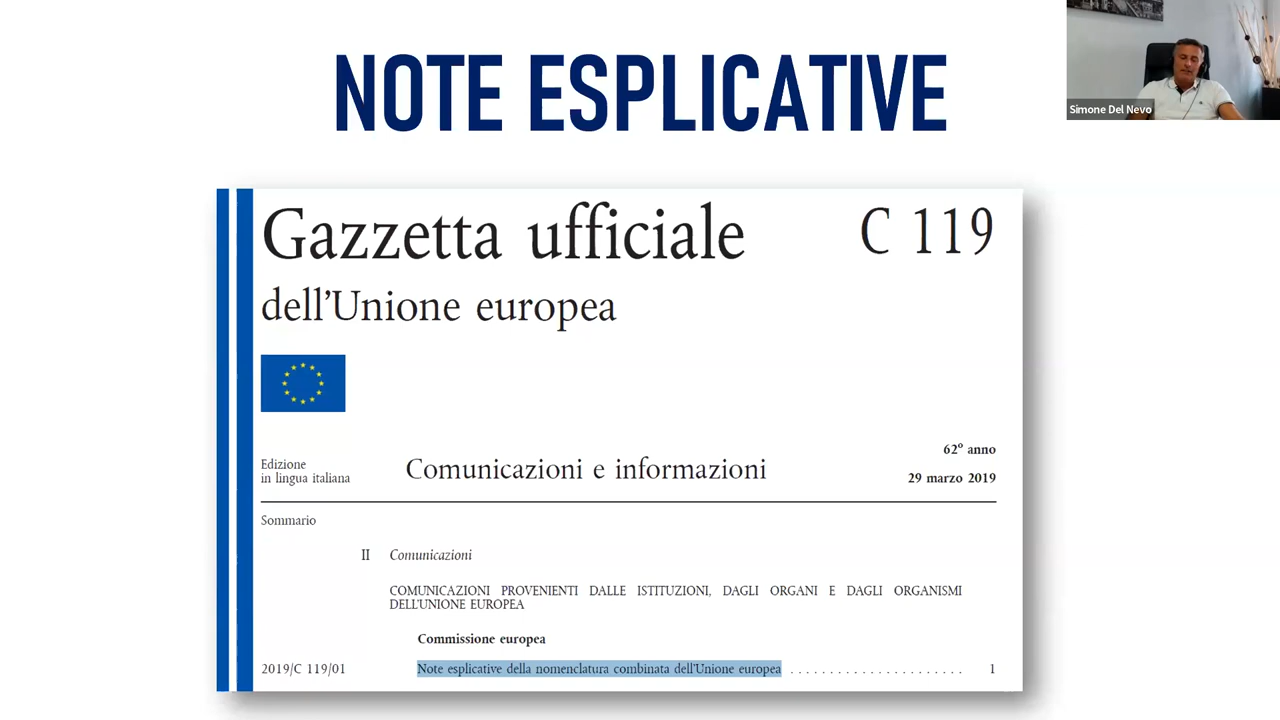 NOTE ESPLICATIVE
Simone Del Nevo
Gazzetta ufficiale C 119
dell'Unione europea
62º anno
Edizione
in lingua italiana
Comunicazioni e informazioni
29 marzo 2019
Sommario
II Comunicazioni
COMUNICAZIONI PROVENIENTI DALLE ISTITUZIONI, DAGLI ORGANI E DAGLI ORGANISMI
DELL'UNIONE EUROPEA
Commissione europea
2019/C 119/01 Note esplicative della nomenclatura combinata dell'Unione europea . . . . . . . . . . . . . . . . . . . . . . 1